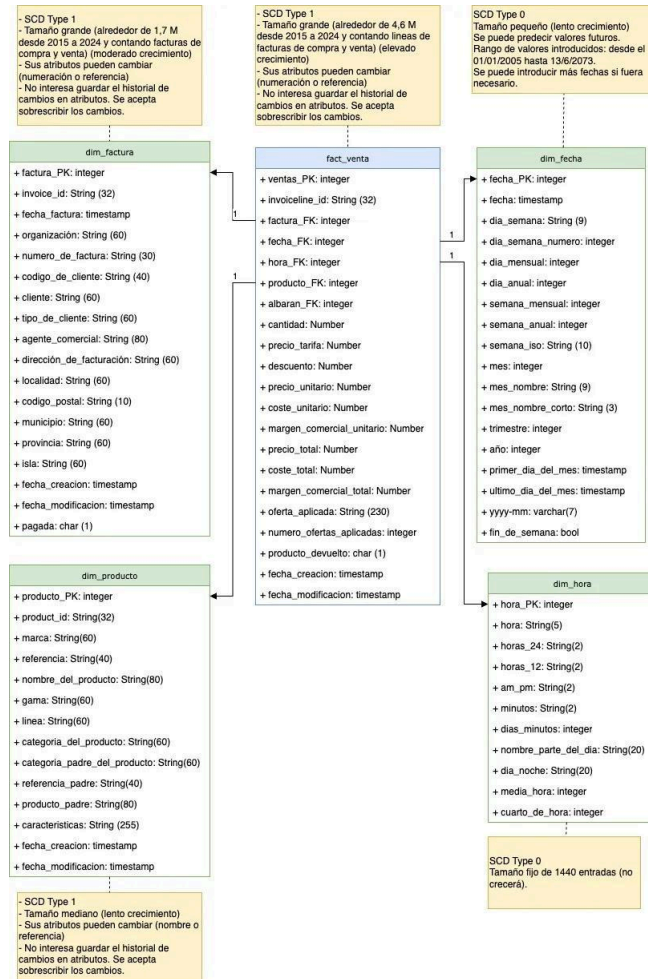 - SCD Type 1
- Tamaño grande (alrededor de 1,7 M
desde 2015 a 2024 y contando facturas de
compra y venta) (moderado crecimiento)
- Sus atributos pueden cambiar
(numeración o referencia)
- No interesa guardar el historial de
cambios en atributos. Se acepta
sobrescribir los cambios.
- SCD Type 1
- Tamaño grande (alrededor de 4,6 M
desde 2015 a 2024 y contando lineas de
facturas de compra y venta) (elevado
crecimiento)
- Sus atributos pueden cambiar
(numeración o referencia)
- No interesa guardar el historial de
cambios en atributos. Se acepta
sobrescribir los cambios.
SCD Type 0
Tamaño pequeño (lento crecimiento)
Se puede predecir valores futuros.
Rango de valores introducidos: desde el
01/01/2005 hasta 13/6/2073.
Se puede introducir más fechas si fuera
necesario.
dim_factura
+ factura_PK: integer
+ invoice_id: String (32)
+ fecha_factura: timestamp
+ organización: String (60)
+ numero_de_factura: String (30)
+ codigo_de_cliente: String (40)
+ cliente: String (60)
+ tipo_de_cliente: String (60)
+ agente_comercial: String (80)
+ dirección_de_facturación: String (60)
+ localidad: String (60)
+ codigo_postal: String (10)
+ municipio: String (60)
+ provincia: String (60)
+ isla: String (60)
+ fecha_creacion: timestamp
+ fecha_modificacion: timestamp
+ pagada: char (1)
fact_venta
+ ventas_PK: integer
+ invoiceline_id: String (32)
+ factura_FK: integer
+ fecha_FK: integer
+ hora_FK: integer
+ producto_FK: integer
+ albaran_FK: integer
+ cantidad: Number
+ precio_tarifa: Number
+ descuento: Number
+ precio_unitario: Number
+ coste_unitario: Number
+ margen_comercial_unitario: Number
+ precio_total: Number
+ coste_total: Number
+ margen_comercial_total: Number
+ oferta_aplicada: String (230)
+ numero_ofertas_aplicadas: integer
+ producto_devuelto: char (1)
+ fecha_creacion: timestamp
+ fecha_modificacion: timestamp
dim_fecha
+ fecha_PK: integer
+ fecha: timestamp
+ dia_semana: String (9)
+ dia_semana_numero: integer
+ dia_mensual: integer
+ dia_anual: integer
+ semana_mensual: integer
+ semana_anual: integer
+ semana_iso: String (10)
+ mes: integer
+ mes_nombre: String (9)
+ mes_nombre_corto: String (3)
+ trimestre: integer
+ año: integer
+ primer_dia_del_mes: timestamp
+ ultimo_dia_del_mes: timestamp
+ yyyy-mm: varchar(7)
+ fin_de_semana: bool
1
1
1
1
dim_producto
+ producto_PK: integer
+ product_id: String(32)
+ marca: String(60)
+ referencia: String(40)
+ nombre_del_producto: String(80)
+ gama: String(60)
+ linea: String(60)
+ categoria_del_producto: String(60)
+ categoria_padre_del_producto: String(60)
+ referencia_padre: String(40)
+ producto_padre: String(80)
+ caracteristicas: String (255)
+ fecha_creacion: timestamp
+ fecha_modificacion: timestamp
dim_hora
+ hora_PK: integer
+ hora: String(5)
+ horas_24: String(2)
+ horas_12: String(2)
+ am_pm: String(2)
+ minutos: String(2)
+ dias_minutos: integer
+ nombre_parte_del_dia: String(20)
+ dia_noche: String(20)
+ media_hora: integer
+ cuarto_de_hora: integer
- SCD Type 1
- Tamaño mediano (lento crecimiento)
- Sus atributos pueden cambiar (nombre o
referencia)
- No interesa guardar el historial de
cambios en atributos. Se acepta
sobrescribir los cambios.
SCD Type 0
Tamaño fijo de 1440 entradas (no
crecerá).